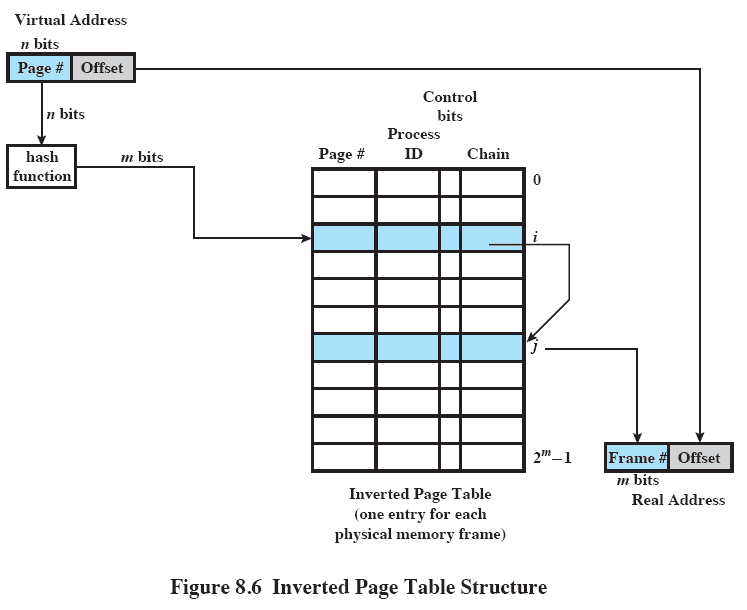 Virtual Address
n bits
Page # Offset
n bits
Control
bits
Process
hash
function
m bits
Page # ID Chain
0
i
j
2^m–1
Frame # Offset
m bits
Real Address
Inverted Page Table
(one entry for each
physical memory frame)
Figure 8.6 Inverted Page Table Structure